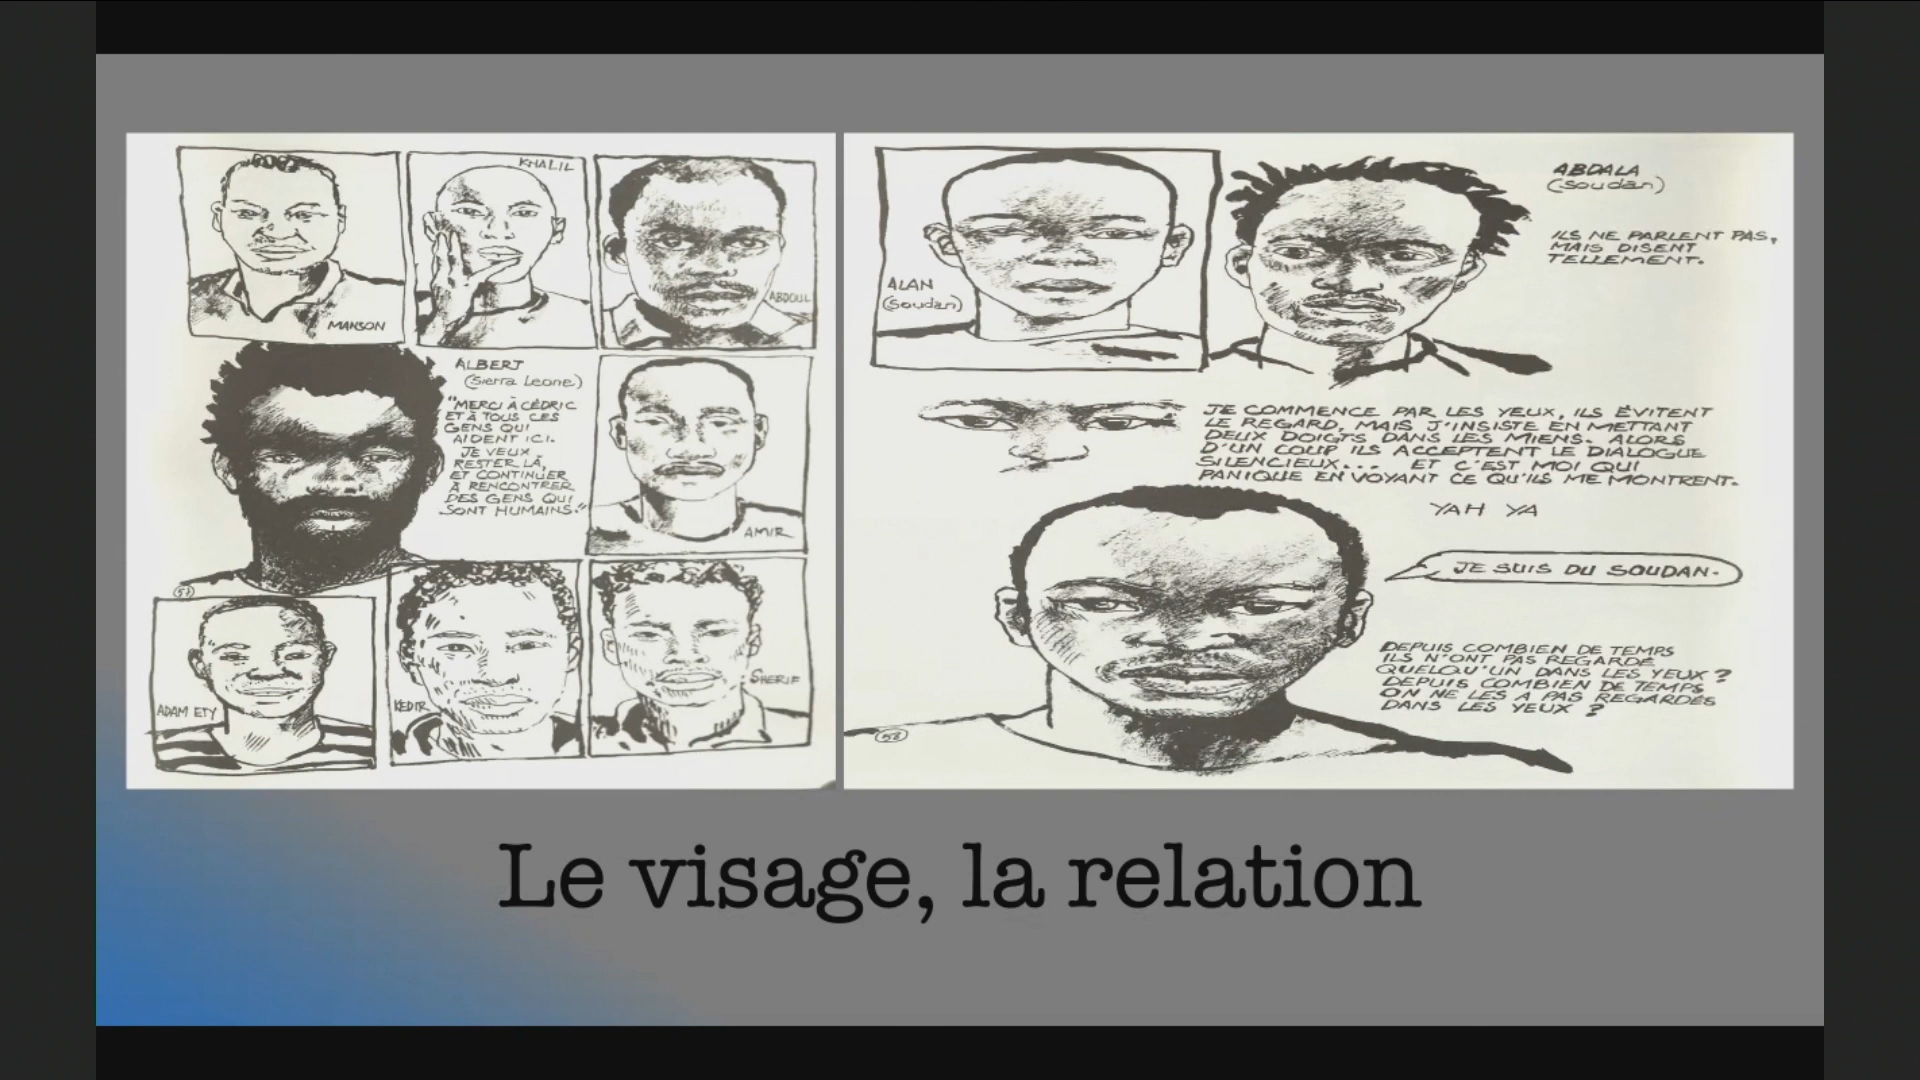 MANSON
KHALIL
ABDOUL
ALBERT
(Sierra Leone)
"MERCI À CÉDRIC
ET À TOUS CES
GENS QUI
AIDENT ICI.
JE VEUX
RESTER LÀ,
ET CONTINUER
À RENCONTRER
DES GENS QUI
SONT HUMAINS."
AMIR
57
ADAM ETY
KEDIR
SHERIF
ALAN
(Soudan)
ABDALA
(Soudan)
ILS NE PARLENT PAS,
MAIS DISENT
TELLEMENT.
JE COMMENCE PAR LES YEUX, ILS ÉVITENT
LE REGARD, MAIS J'INSISTE EN METTANT
DEUX DOIGTS DANS LES MIENS. ALORS
D'UN COUP ILS ACCEPTENT LE DIALOGUE
SILENCIEUX... ET C'EST MOI QUI
PANIQUE EN VOYANT CE QU'ILS ME MONTRENT.
YAH YA
JE SUIS DU SOUDAN.
DEPUIS COMBIEN DE TEMPS
ILS N'ONT PAS REGARDÉ
QUELQU'UN DANS LES YEUX ?
DEPUIS COMBIEN DE TEMPS
ON NE LES A PAS REGARDÉS
DANS LES YEUX ?
58
Le visage, la relation